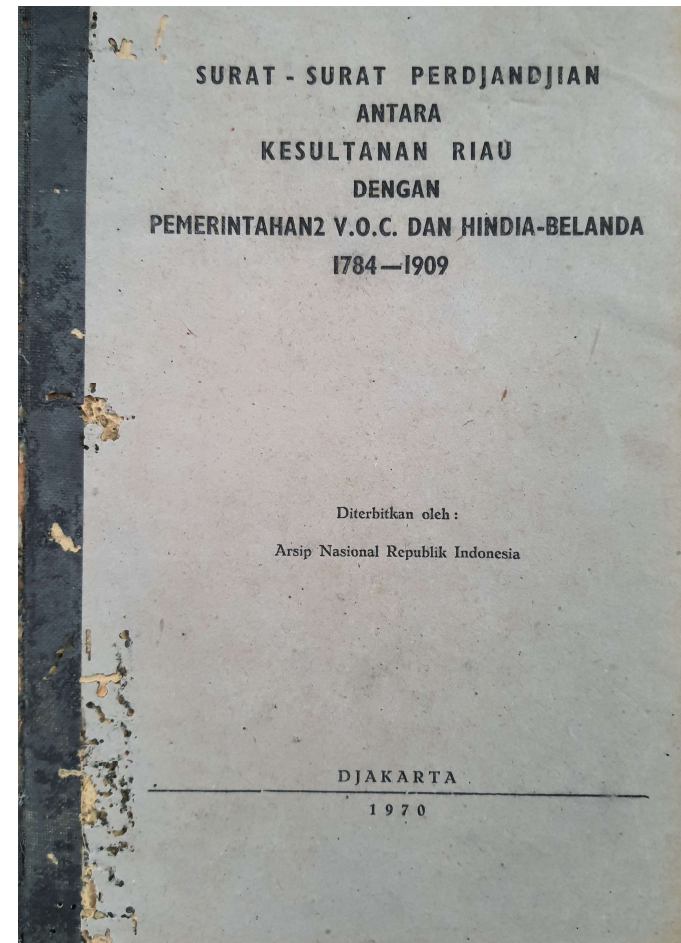 SURAT - SURAT PERDJANDJIAN
ANTARA
KESULTANAN RIAU
DENGAN
PEMERINTAHAN2 V.O.C. DAN HINDIA-BELANDA
1784—1909
Diterbitkan oleh :
Arsip Nasional Republik Indonesia
DJAKARTA
1970